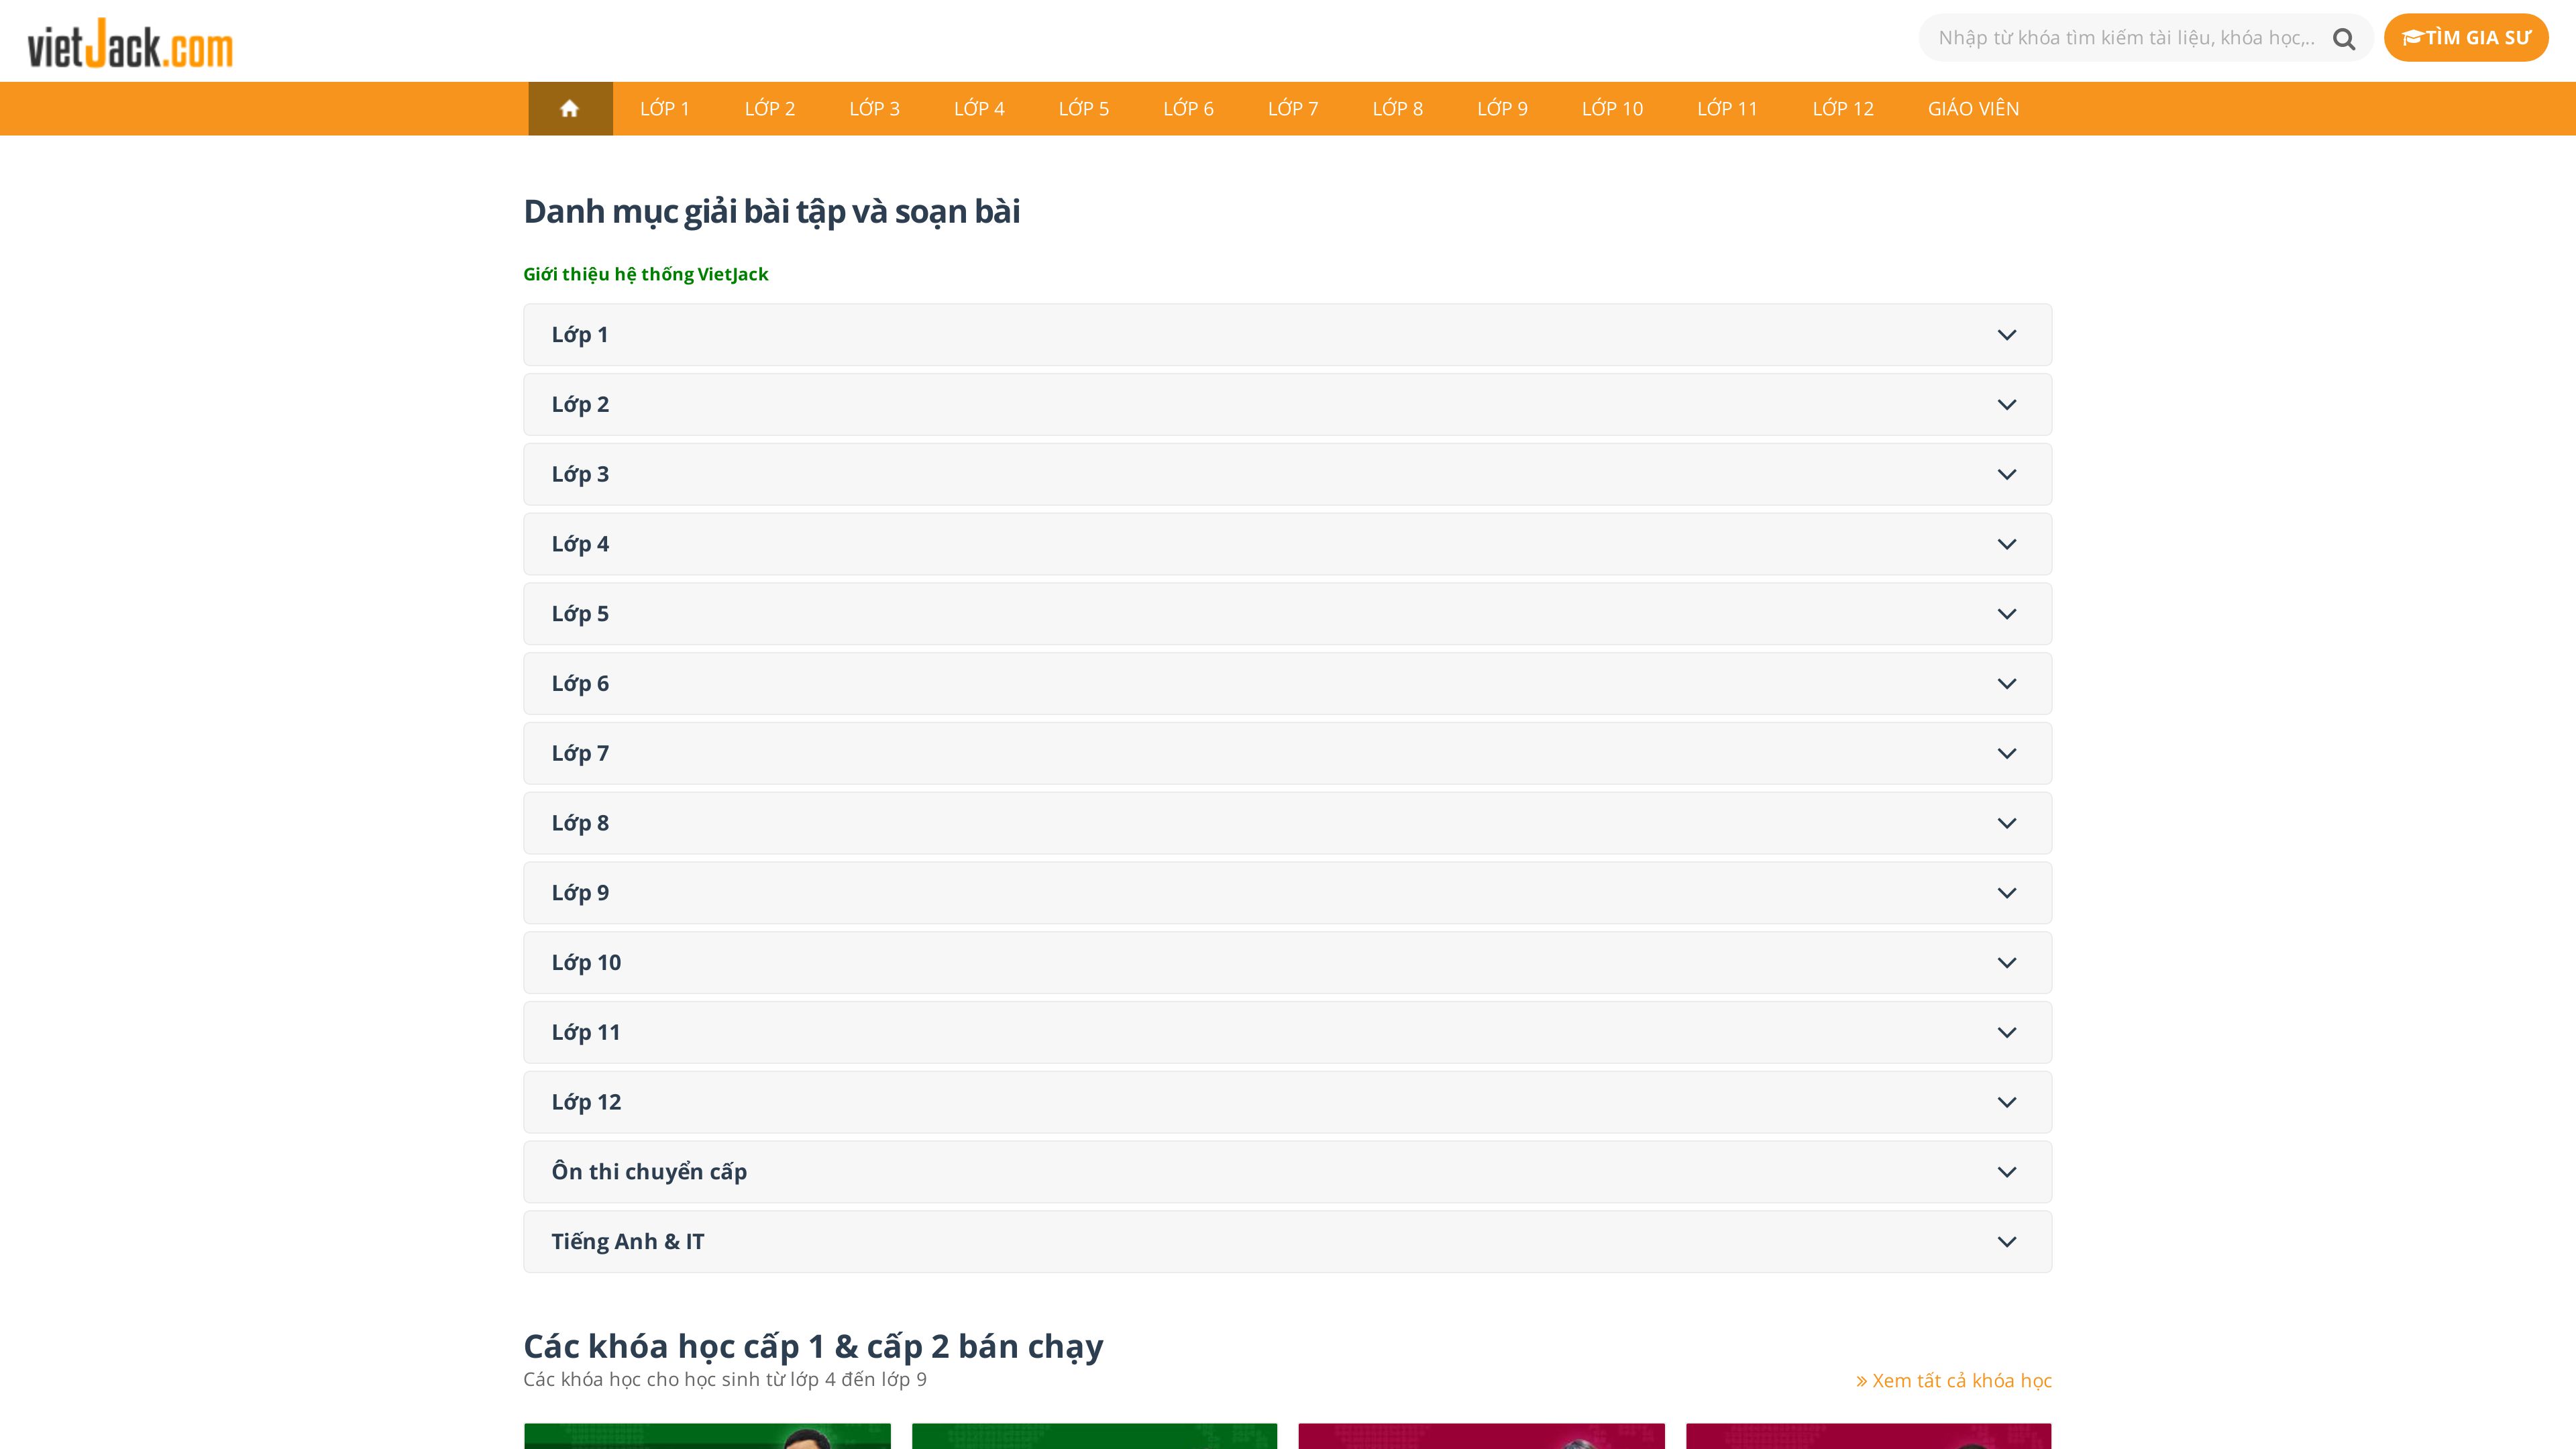 vietJack.com
Nhập từ khóa tìm kiếm tài liệu, khóa học,..
TÌM GIA SƯ
LỚP 1 LỚP 2 LỚP 3 LỚP 4 LỚP 5 LỚP 6 LỚP 7 LỚP 8 LỚP 9 LỚP 10 LỚP 11 LỚP 12 GIÁO VIÊN
Danh mục giải bài tập và soạn bài
Giới thiệu hệ thống VietJack
Lớp 1
Lớp 2
Lớp 3
Lớp 4
Lớp 5
Lớp 6
Lớp 7
Lớp 8
Lớp 9
Lớp 10
Lớp 11
Lớp 12
Ôn thi chuyển cấp
Tiếng Anh & IT
Các khóa học cấp 1 & cấp 2 bán chạy
Các khóa học cho học sinh từ lớp 4 đến lớp 9
» Xem tất cả khóa học